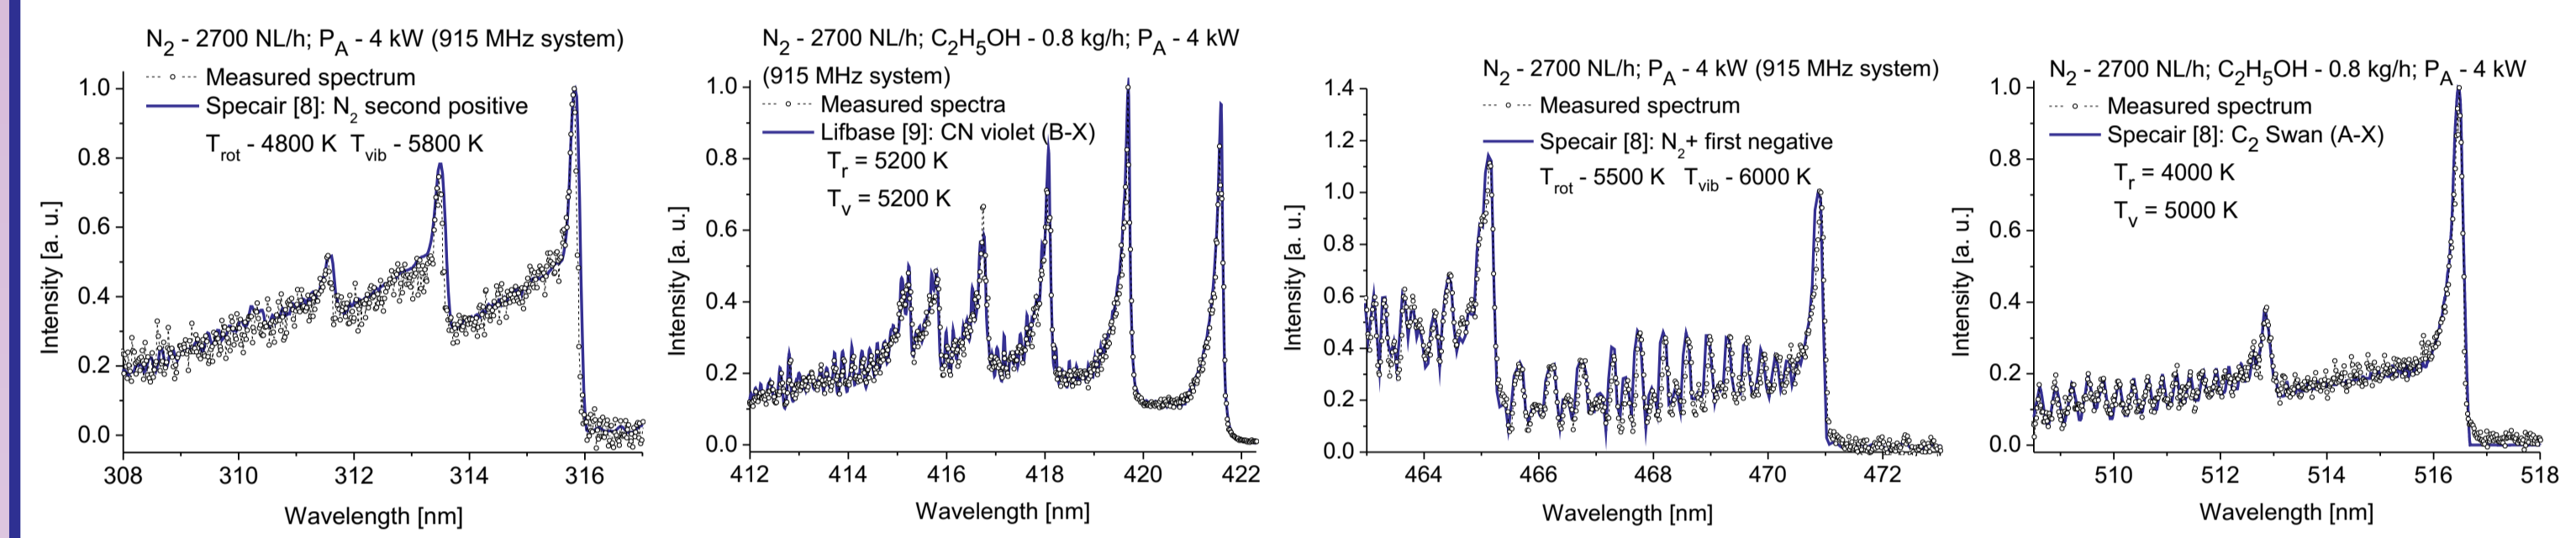 N2 - 2700 NL/h; PA - 4 kW (915 MHz system)
Measured spectrum
Specair [8]: N2 second positive
Trot - 4800 K Tvib - 5800 K
Intensity [a. u.]
1.0
0.8
0.6
0.4
0.2
0.0
308 310 312 314 316
Wavelength [nm]
N2 - 2700 NL/h; C2H5OH - 0.8 kg/h; PA - 4 kW
(915 MHz system)
Measured spectra
Lifbase [9]: CN violet (B-X)
Tr = 5200 K
Tv = 5200 K
Intensity [a. u.]
1.0
0.8
0.6
0.4
0.2
0.0
412 414 416 418 420 422
Wavelength [nm]
N2 - 2700 NL/h; PA - 4 kW (915 MHz system)
Measured spectrum
Specair [8]: N2+ first negative
Trot - 5500 K Tvib - 6000 K
Intensity [a. u.]
1.4
1.2
1.0
0.8
0.6
0.4
0.2
0.0
464 466 468 470 472
Wavelength [nm]
N2 - 2700 NL/h; C2H5OH - 0.8 kg/h; PA - 4 kW
Measured spectrum
Specair [8]: C2 Swan (A-X)
Tr = 4000 K
Tv = 5000 K
Intensity [a. u.]
1.0
0.8
0.6
0.4
0.2
0.0
510 512 514 516 518
Wavelength [nm]